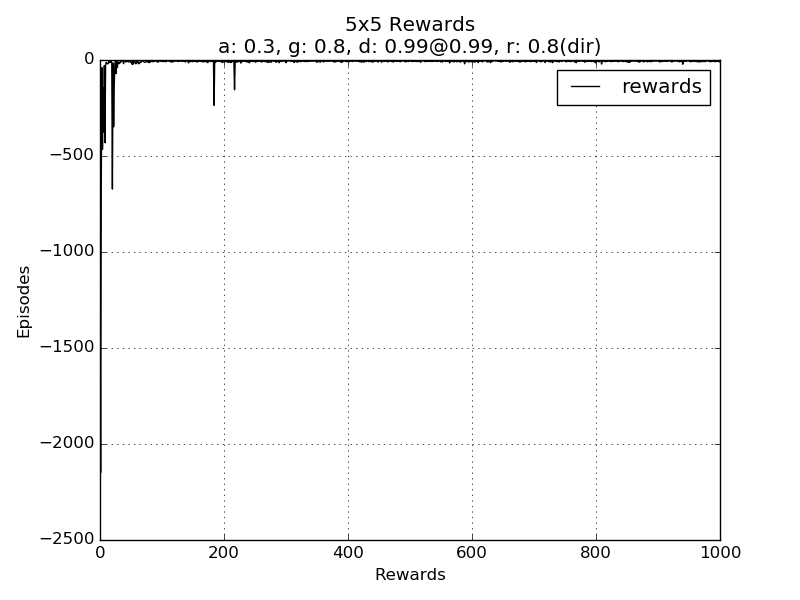 5x5 Rewards
a: 0.3, g: 0.8, d: 0.99@0.99, r: 0.8(dir)
0
rewards
−500
−1000
Episodes
−1500
−2000
−2500
0 200 400 600 800 1000
Rewards